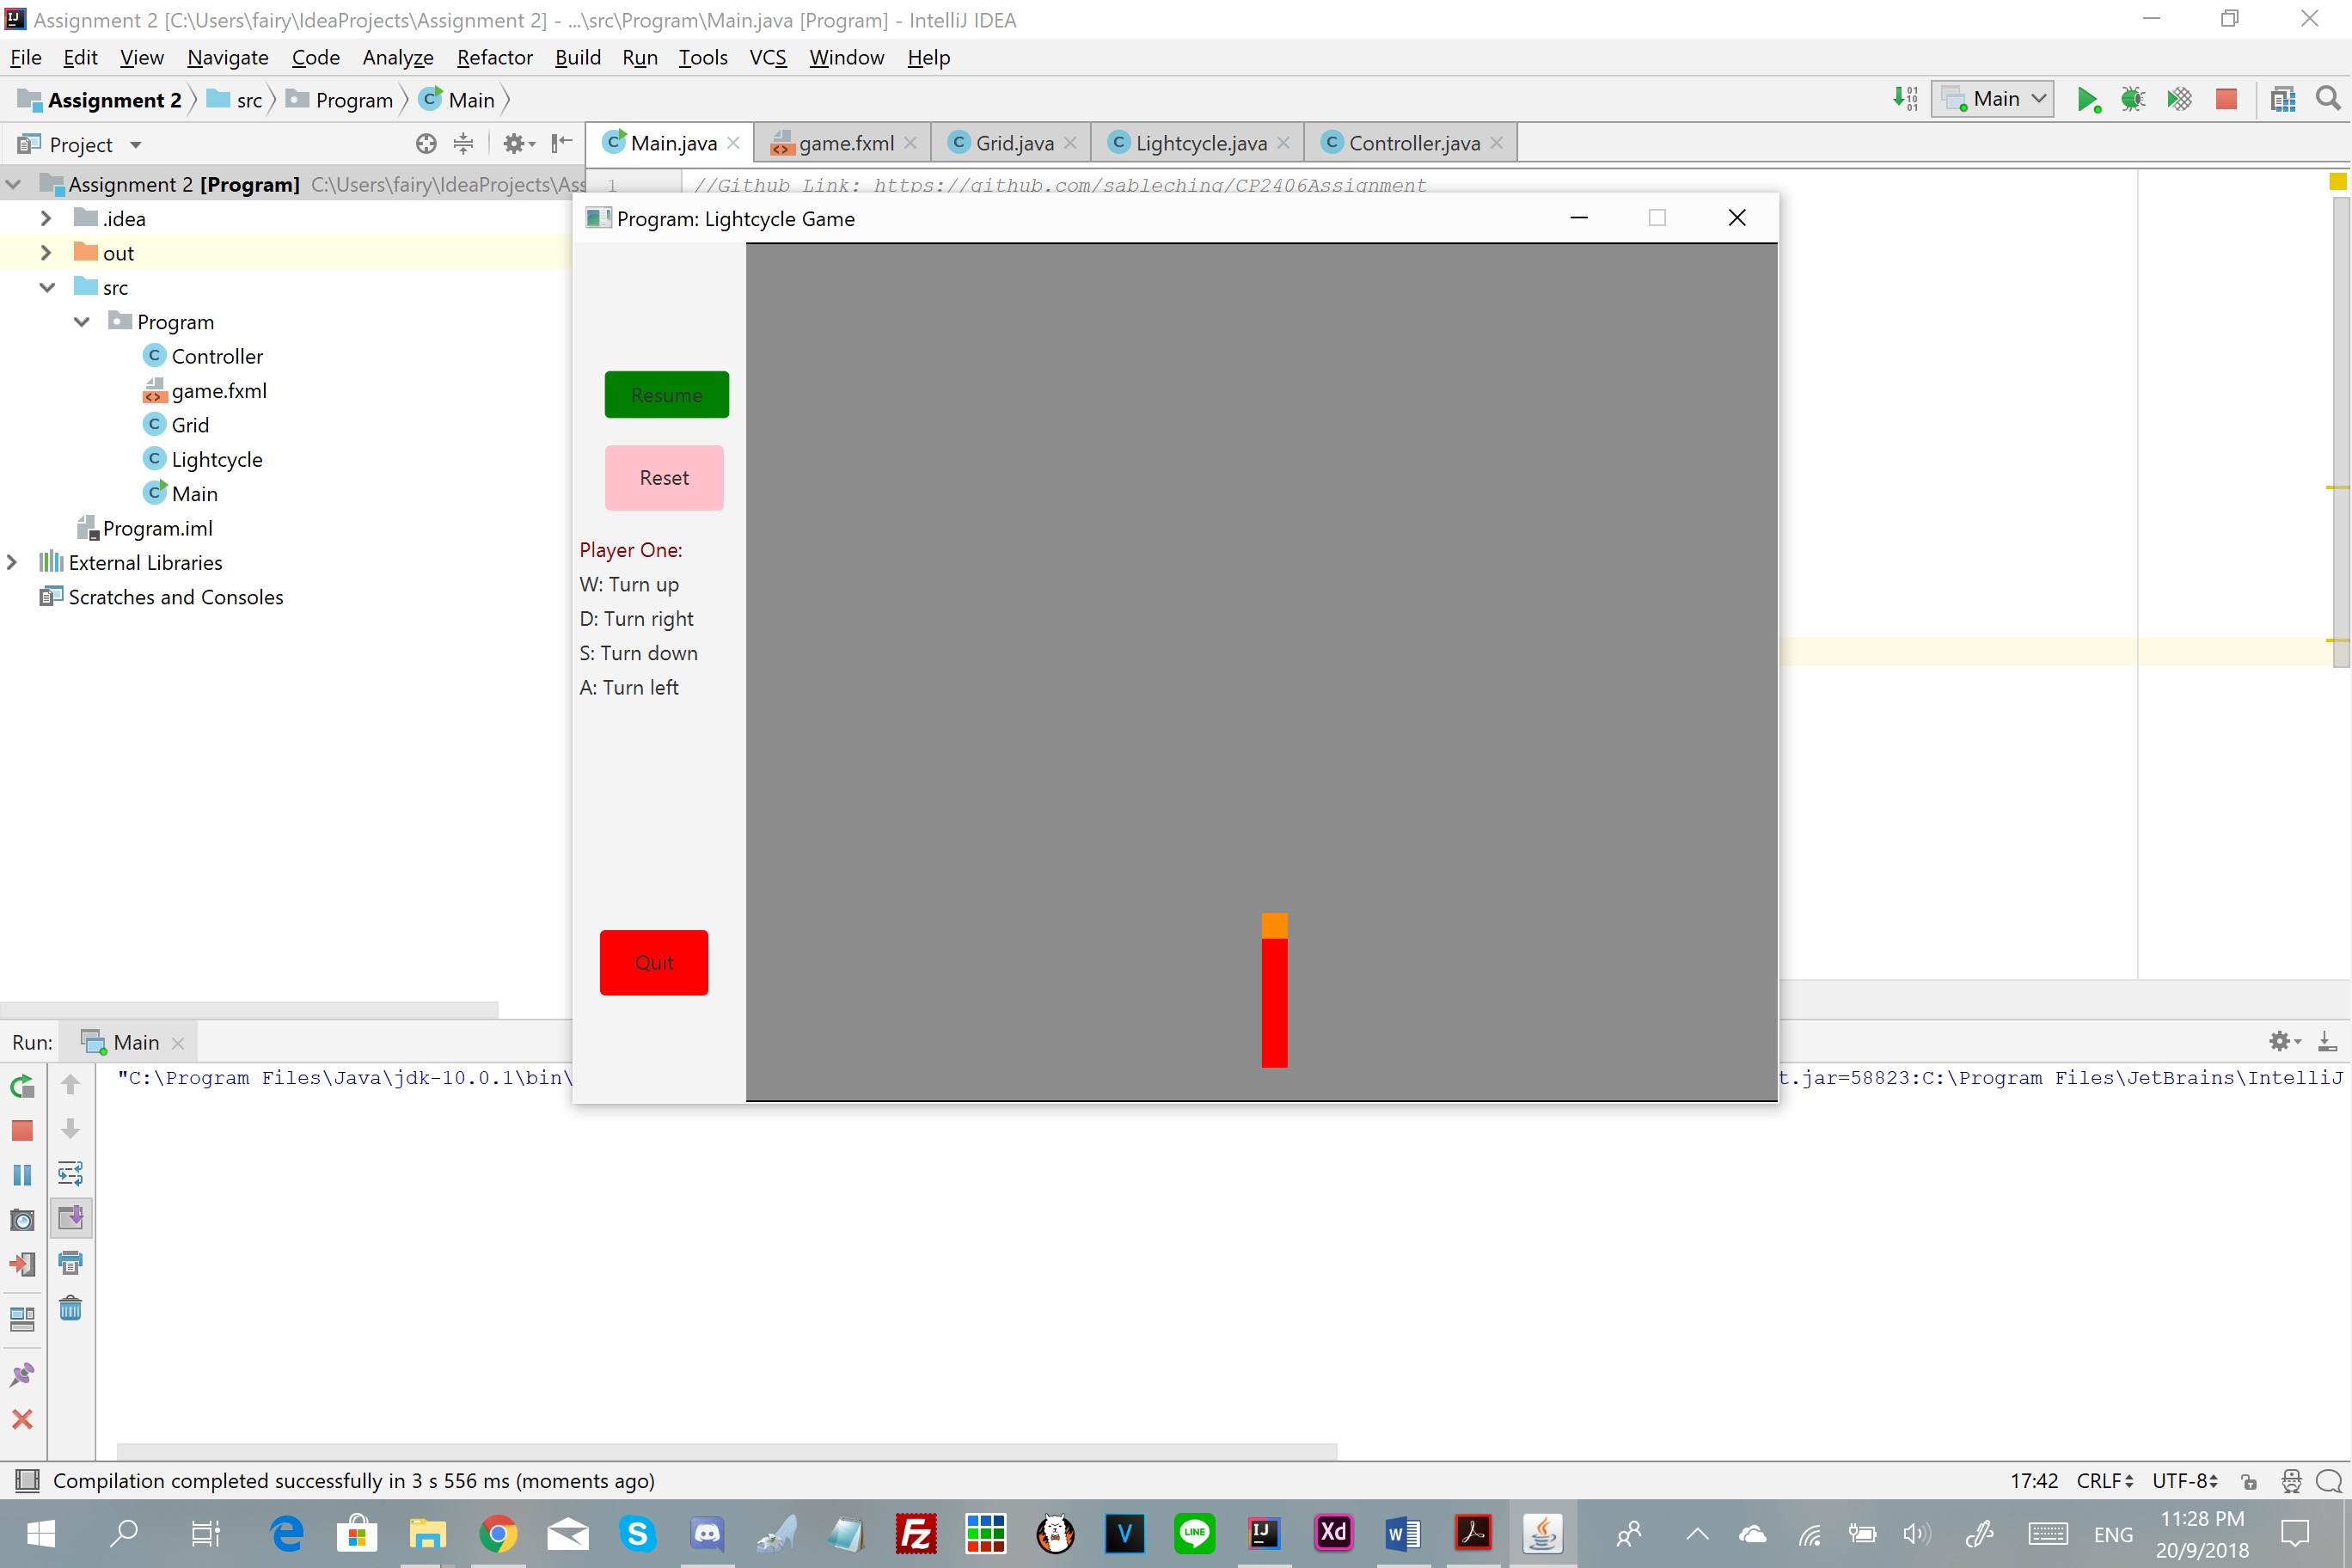 Assignment 2 [C:\Users\fairy\IdeaProjects\Assignment 2] - ...\src\Program\Main.java [Program] - IntelliJ IDEA
File Edit View Navigate Code Analyze Refactor Build Run Tools VCS Window Help
Assignment 2 src Program Main
Main
Project
Main.java game.fxml Grid.java Lightcycle.java Controller.java
Assignment 2 [Program] C:\Users\fairy\IdeaProjects\Ass
1 //Github Link: https://github.com/sableching/CP2406Assignment
.idea
out
src
Program
Controller
game.fxml
Grid
Lightcycle
Main
Program.iml
External Libraries
Scratches and Consoles
Program: Lightcycle Game
Resume
Reset
Player One:
W: Turn up
D: Turn right
S: Turn down
A: Turn left
Quit
Run: Main
"C:\Program Files\Java\jdk-10.0.1\bin\
t.jar=58823:C:\Program Files\JetBrains\IntelliJ
Compilation completed successfully in 3 s 556 ms (moments ago)
17:42 CRLF UTF-8
ENG
11:28 PM
20/9/2018